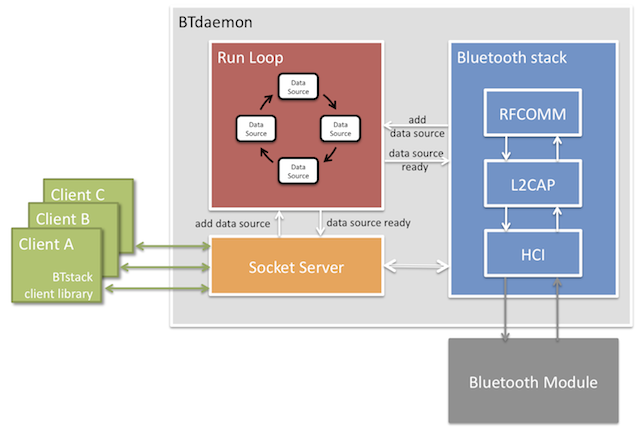 BTdaemon
Run Loop
Data
Source
Data
Source
Data
Source
Data
Source
add
data source
data source
ready
Bluetooth stack
RFCOMM
L2CAP
HCI
Client C
Client B
Client A
BTstack
client library
add data source
data source ready
Socket Server
Bluetooth Module